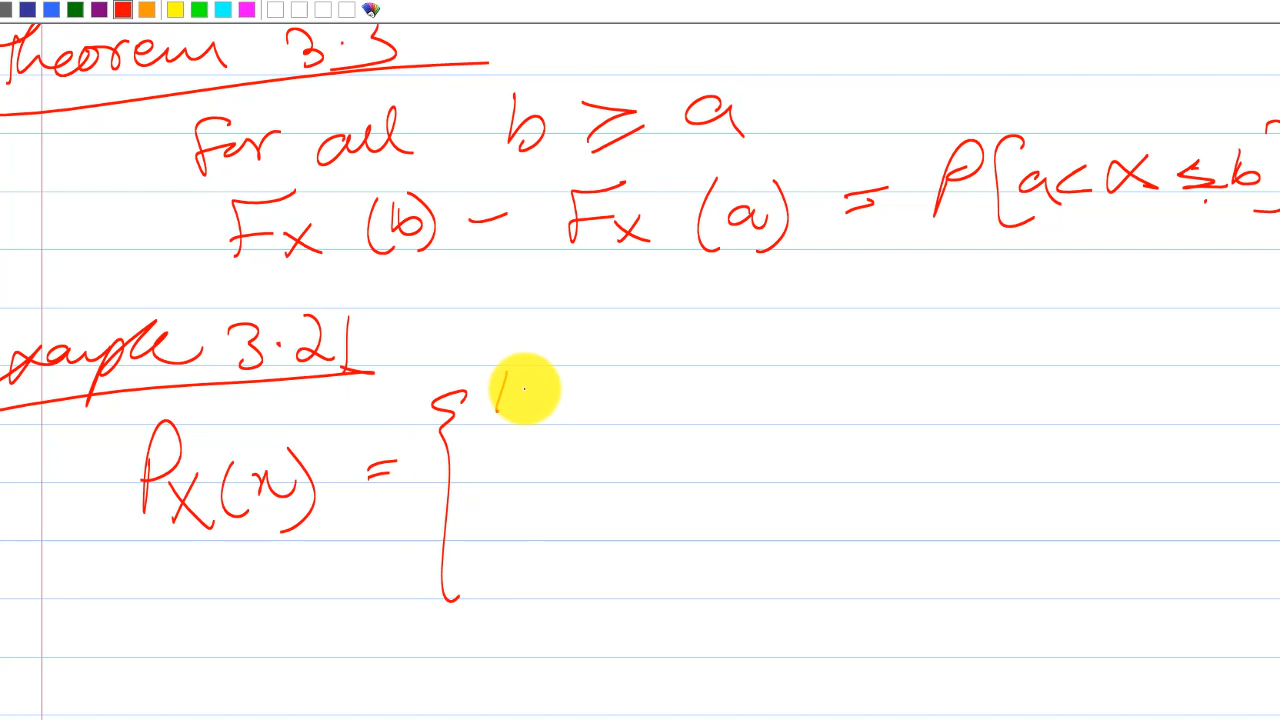 Theorem 3.3
For all b ≥ a
Fx (b) - Fx (a) = P[a < X ≤ b]
xample 3.21
Px(x) = {